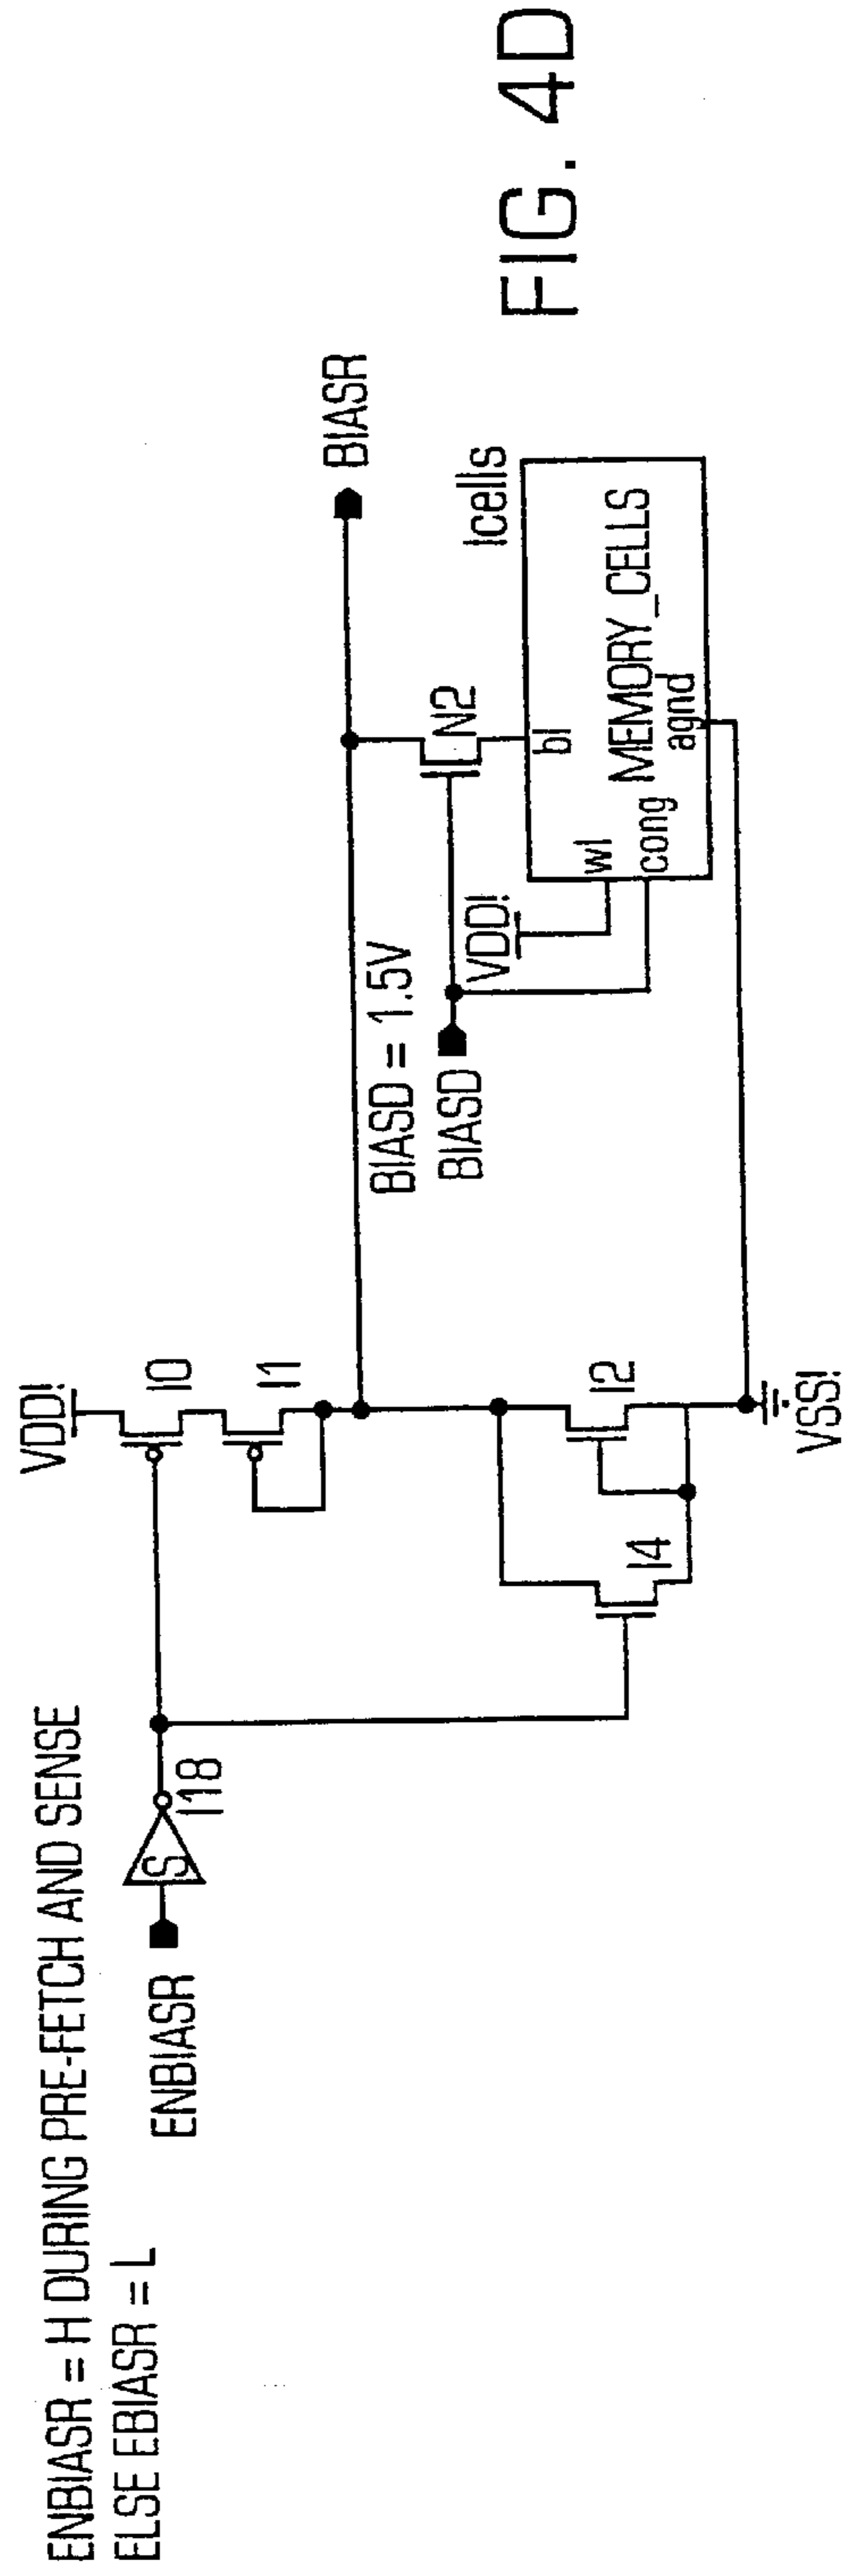 ENBIASR = H DURING PRE-FETCH AND SENSE
ELSE EBIASR = L
VDD!
ENBIASR
S
I18
I0
I1
BIASR
BIASD = 1.5V
BIASD
VDD!
N2
Icells
bl
wl
cong
MEMORY_CELLS
agnd
I4
I2
VSS!
FIG. 4D